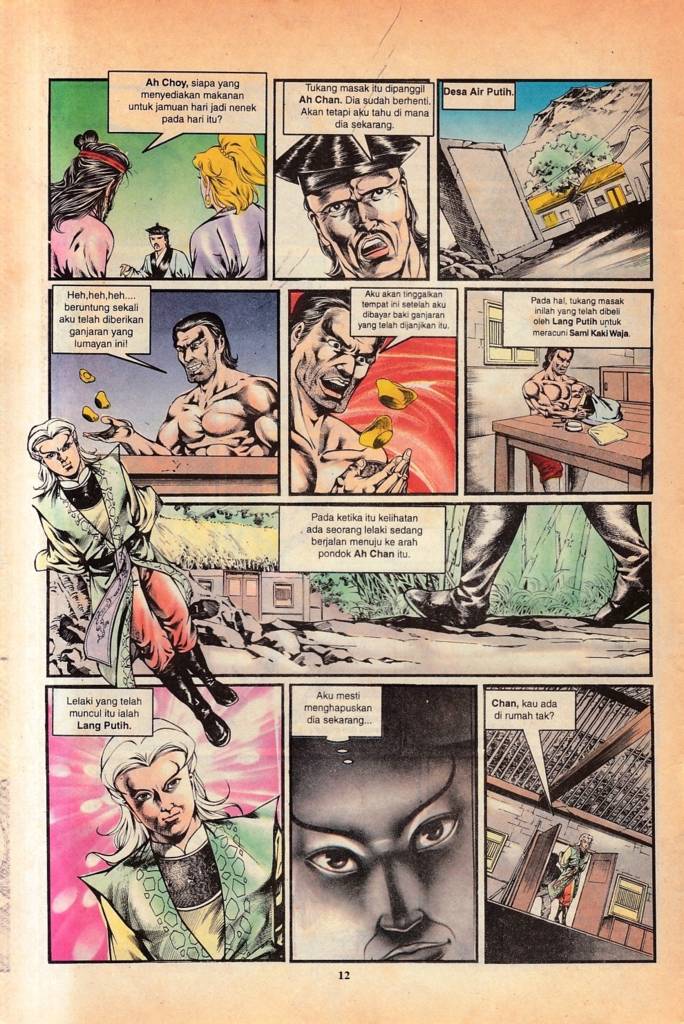 Ah Choy, siapa yang
menyediakan makanan
untuk jamuan hari jadi nenek
pada hari itu?
Tukang masak itu dipanggil
Ah Chan. Dia sudah berhenti.
Akan tetapi aku tahu di mana
dia sekarang.
Desa Air Putih.
Heh,heh,heh....
beruntung sekali
aku telah diberikan
ganjaran yang
lumayan ini!
Aku akan tinggalkan
tempat ini setelah aku
dibayar baki ganjaran
yang telah dijanjikan itu.
Pada hal, tukang masak
inilah yang telah dibeli
oleh Lang Putih untuk
meracuni Sami Kaki Waja.
Pada ketika itu kelihatan
ada seorang lelaki sedang
berjalan menuju ke arah
pondok Ah Chan itu.
Lelaki yang telah
muncul itu ialah
Lang Putih.
Aku mesti
menghapuskan
dia sekarang...
Chan, kau ada
di rumah tak?
12